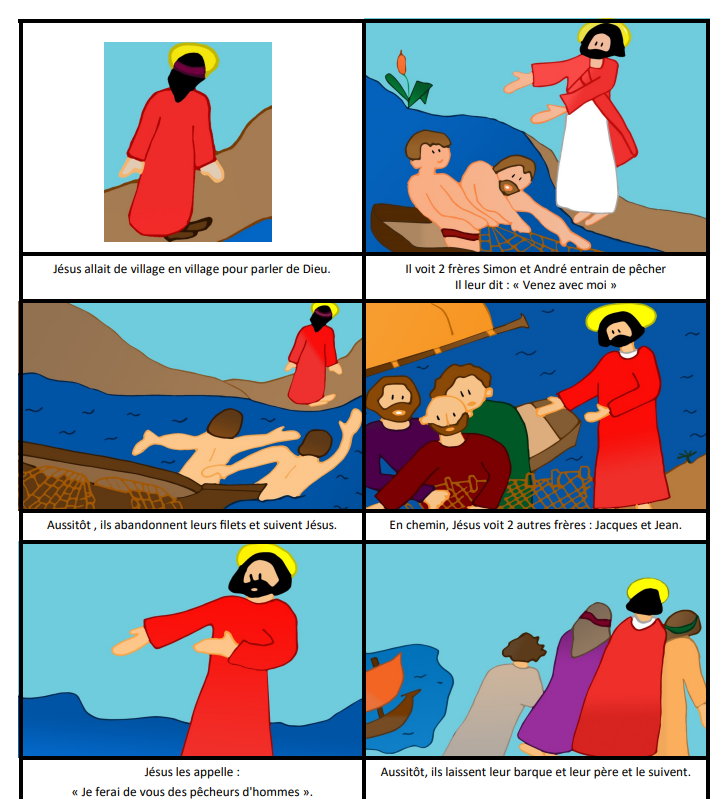 Jésus allait de village en village pour parler de Dieu.
Il voit 2 frères Simon et André entrain de pêcher
Il leur dit : « Venez avec moi »
Aussitôt , ils abandonnent leurs filets et suivent Jésus.
En chemin, Jésus voit 2 autres frères : Jacques et Jean.
Jésus les appelle :
« Je ferai de vous des pêcheurs d'hommes ».
Aussitôt, ils laissent leur barque et leur père et le suivent.